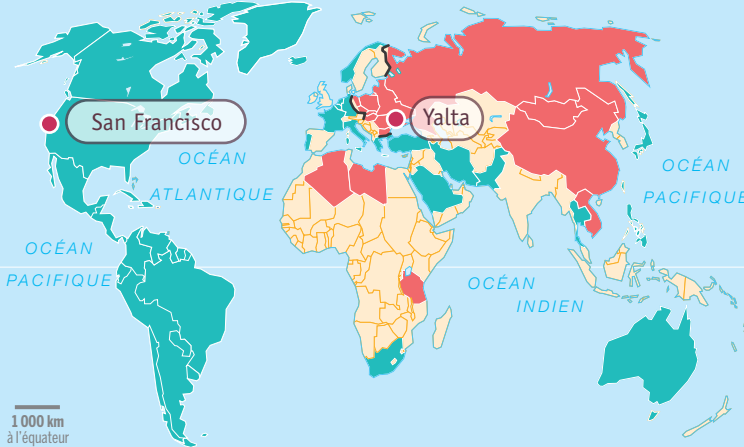 San Francisco
Yalta
OCÉAN
ATLANTIQUE
OCÉAN
PACIFIQUE
OCÉAN
PACIFIQUE
OCÉAN
INDIEN
1 000 km
à l'équateur